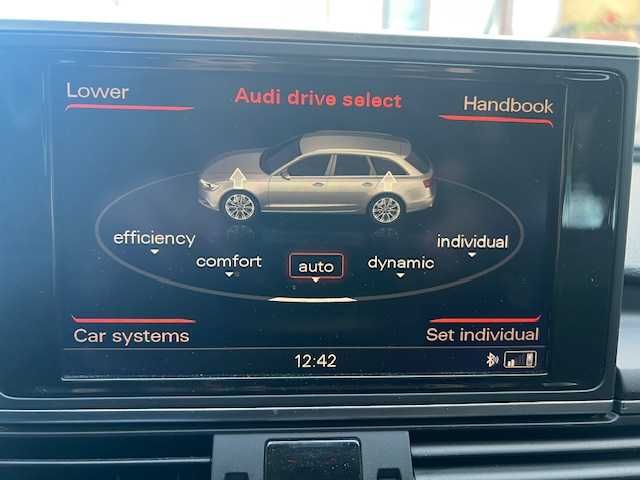 Lower
Audi drive select
Handbook
efficiency
comfort
auto
dynamic
individual
Car systems
Set individual
12:42